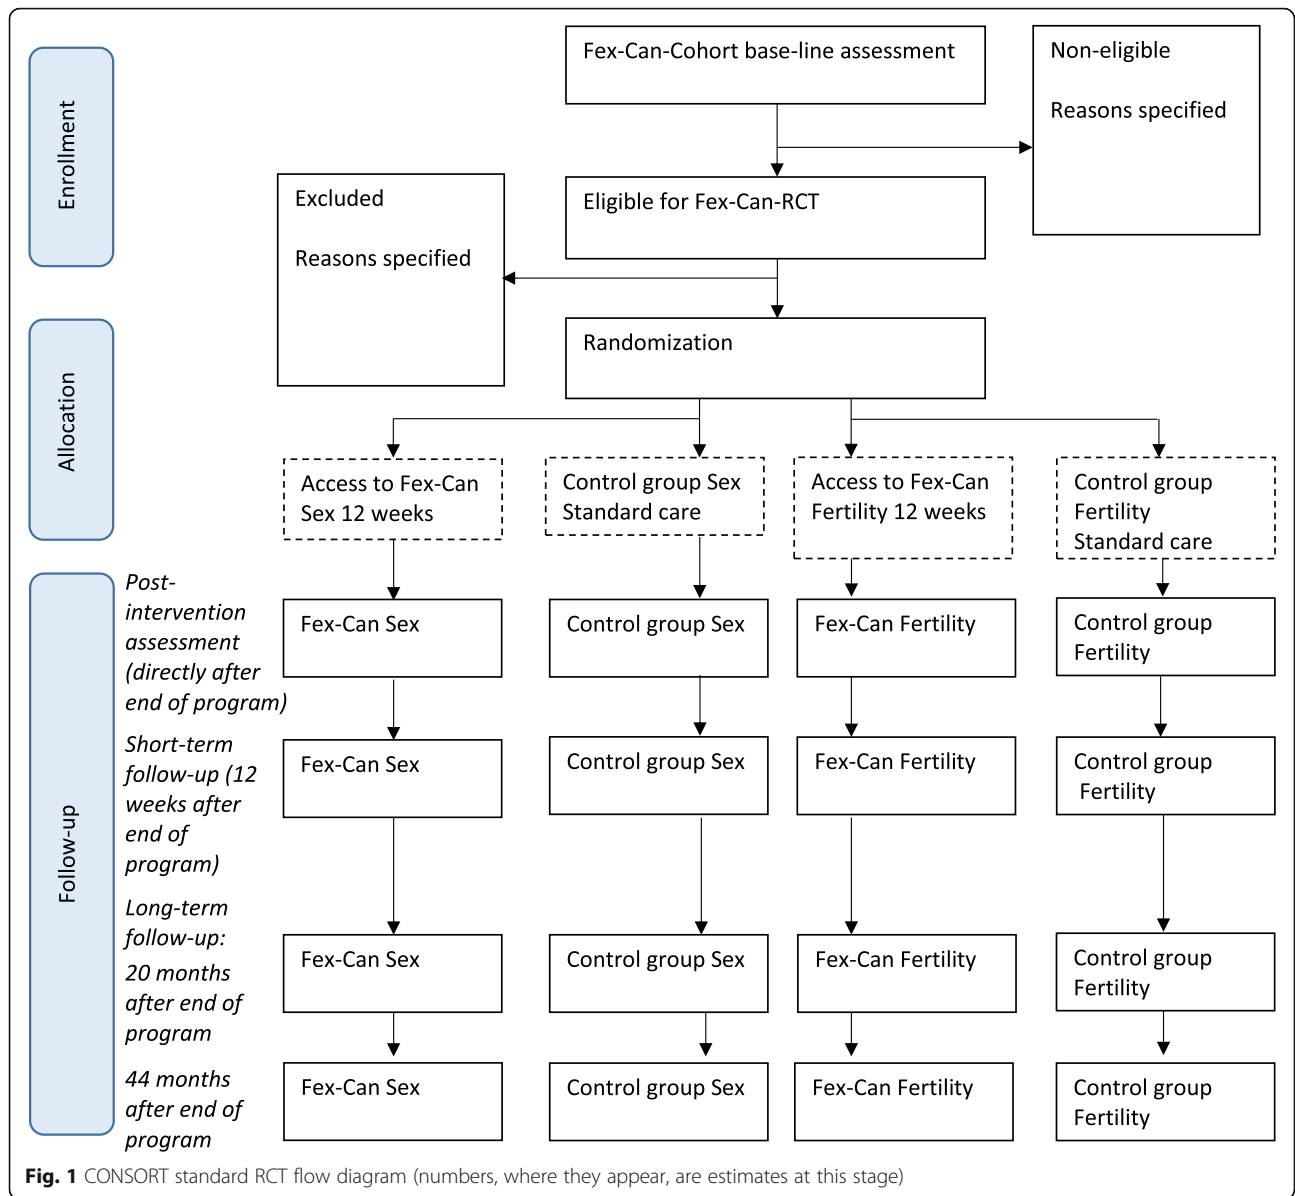 Enrollment
Fex-Can-Cohort base-line assessment
Non-eligible
Reasons specified
Excluded
Reasons specified
Eligible for Fex-Can-RCT
Allocation
Randomization
Access to Fex-Can
Sex 12 weeks
Control group Sex
Standard care
Access to Fex-Can
Fertility 12 weeks
Control group
Fertility
Standard care
Follow-up
Post-
intervention
assessment
(directly after
end of program)
Fex-Can Sex
Control group Sex
Fex-Can Fertility
Control group
Fertility
Short-term
follow-up (12
weeks after
end of
program)
Fex-Can Sex
Control group Sex
Fex-Can Fertility
Control group
Fertility
Long-term
follow-up:
20 months
after end of
program
Fex-Can Sex
Control group Sex
Fex-Can Fertility
Control group
Fertility
44 months
after end of
program
Fex-Can Sex
Control group Sex
Fex-Can Fertility
Control group
Fertility
Fig. 1 CONSORT standard RCT flow diagram (numbers, where they appear, are estimates at this stage)